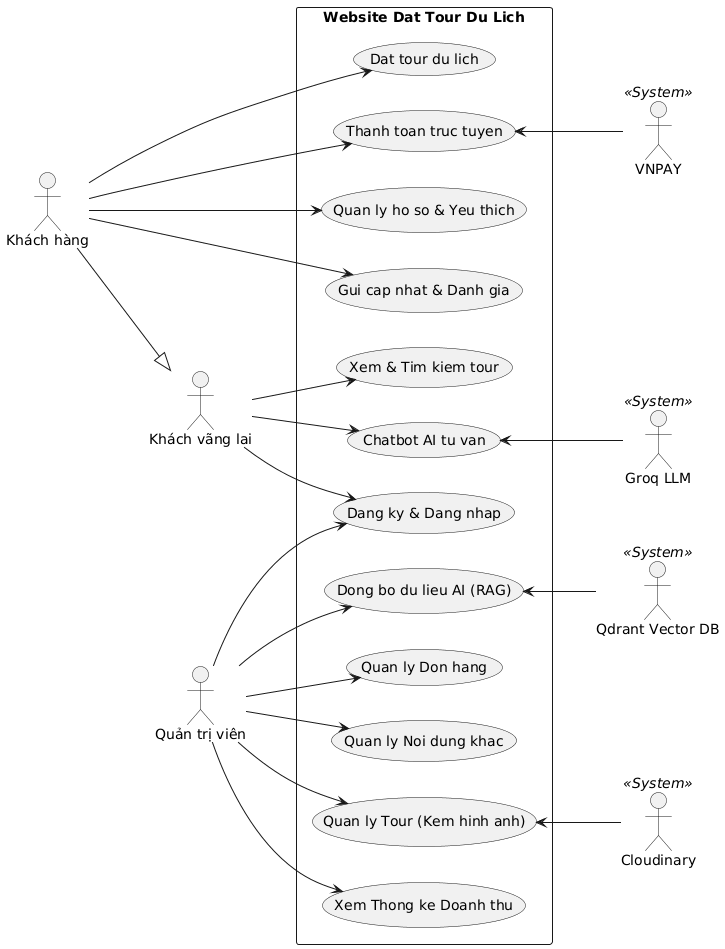 Website Dat Tour Du Lich
Dat tour du lich
«System»
Thanh toan truc tuyen
VNPAY
Quan ly ho so & Yeu thich
Khách hàng
Gui cap nhat & Danh gia
Xem & Tim kiem tour
«System»
Khách vãng lai
Chatbot AI tu van
Groq LLM
Dang ky & Dang nhap
«System»
Dong bo du lieu AI (RAG)
Qdrant Vector DB
Quan ly Don hang
Quản trị viên
Quan ly Noi dung khac
«System»
Quan ly Tour (Kem hinh anh)
Cloudinary
Xem Thong ke Doanh thu